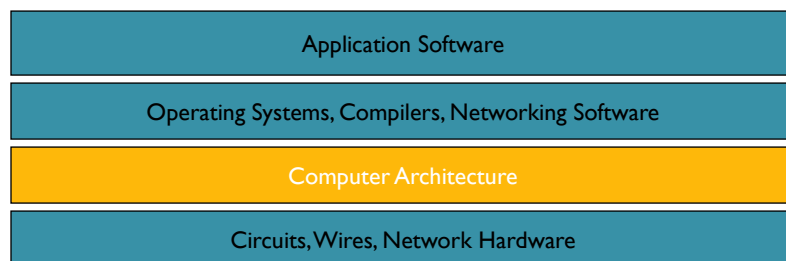 Application Software
Operating Systems, Compilers, Networking Software
Computer Architecture
Circuits, Wires, Network Hardware